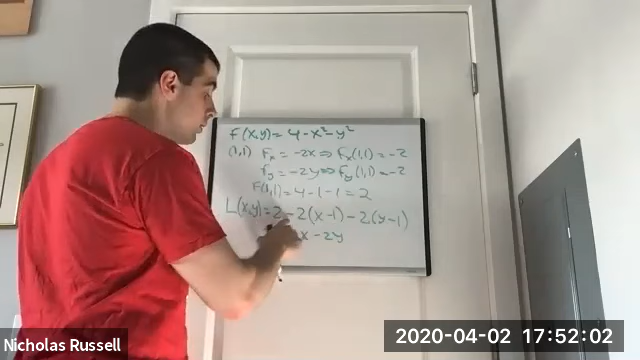 F(x,y) = 4 - x² - y²
(1,1) Fx = -2x ⇒ Fx(1,1) = -2
Fy = -2y ⇒ Fy(1,1) = -2
F(1,1) = 4 - 1 - 1 = 2
L(x,y) = 2 - 2(x-1) - 2(y-1)
x - 2y
Nicholas Russell
2020-04-02 17:52:02